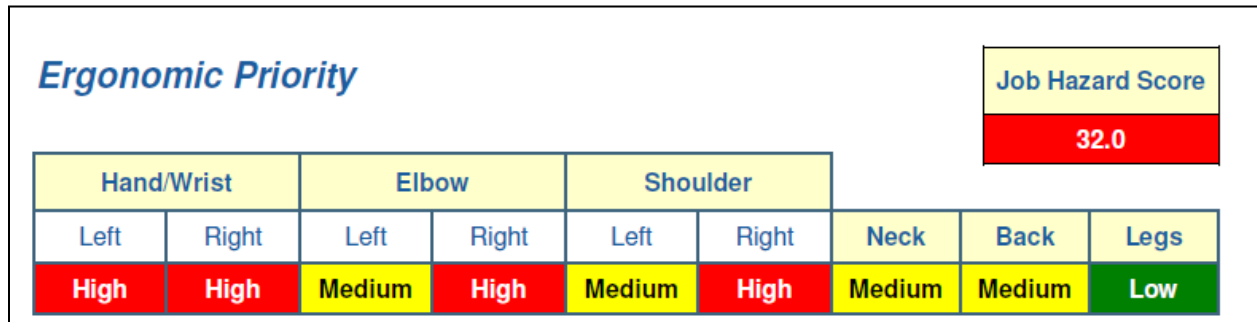 Ergonomic Priority
Job Hazard Score
32.0
Hand/Wrist Elbow Shoulder
Left Right Left Right Left Right Neck Back Legs
High High Medium High Medium High Medium Medium Low